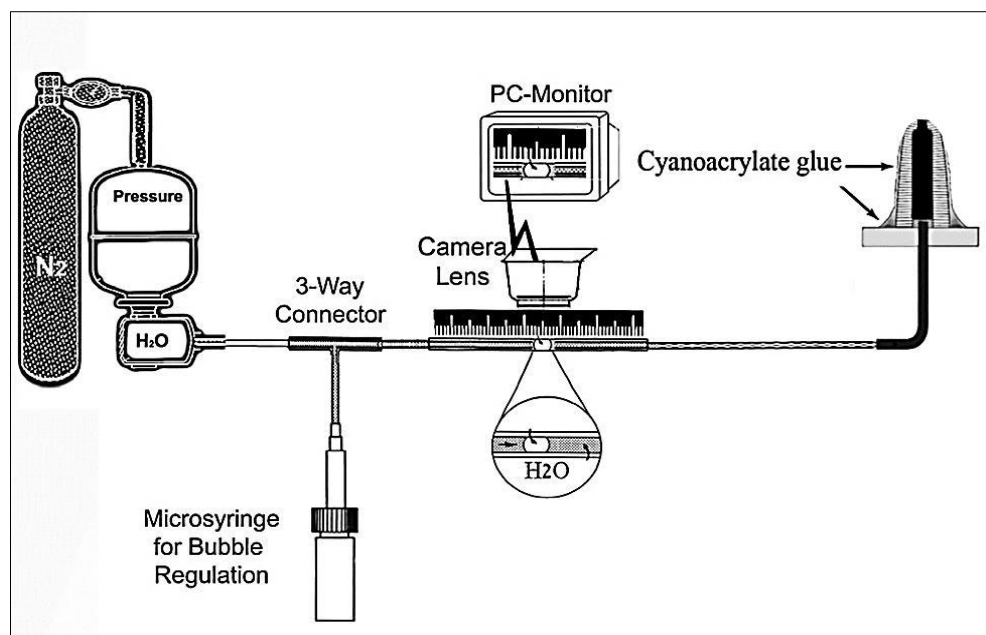 PC-Monitor
Cyanoacrylate glue
Pressure
N2
Camera
Lens
3-Way
Connector
H₂O
H2O
Microsyringe
for Bubble
Regulation